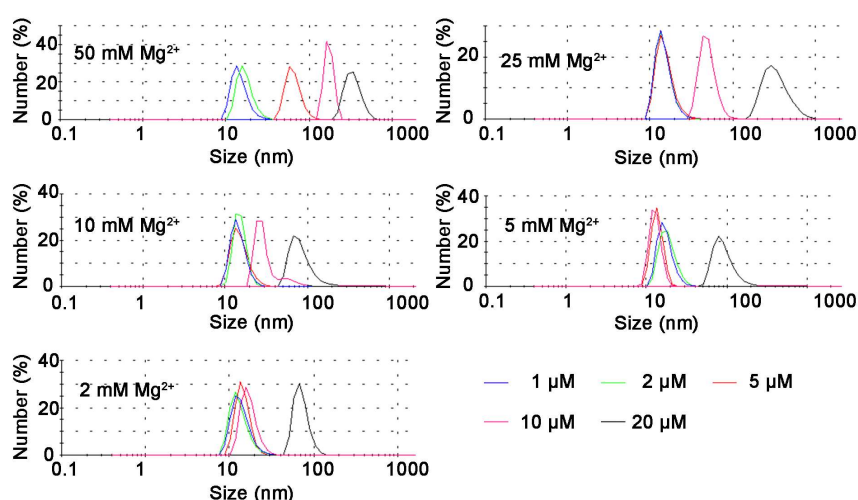 Number (%)
40
20
0
50 mM Mg2+
0.1 1 10 100 1000
Size (nm)
Number (%)
20
0
25 mM Mg2+
0.1 1 10 100 1000
Size (nm)
Number (%)
40
20
0
10 mM Mg2+
0.1 1 10 100 1000
Size (nm)
Number (%)
40
20
0
5 mM Mg2+
0.1 1 10 100 1000
Size (nm)
Number (%)
40
20
0
2 mM Mg2+
0.1 1 10 100 1000
Size (nm)
1 μM 2 μM 5 μM
10 μM 20 μM